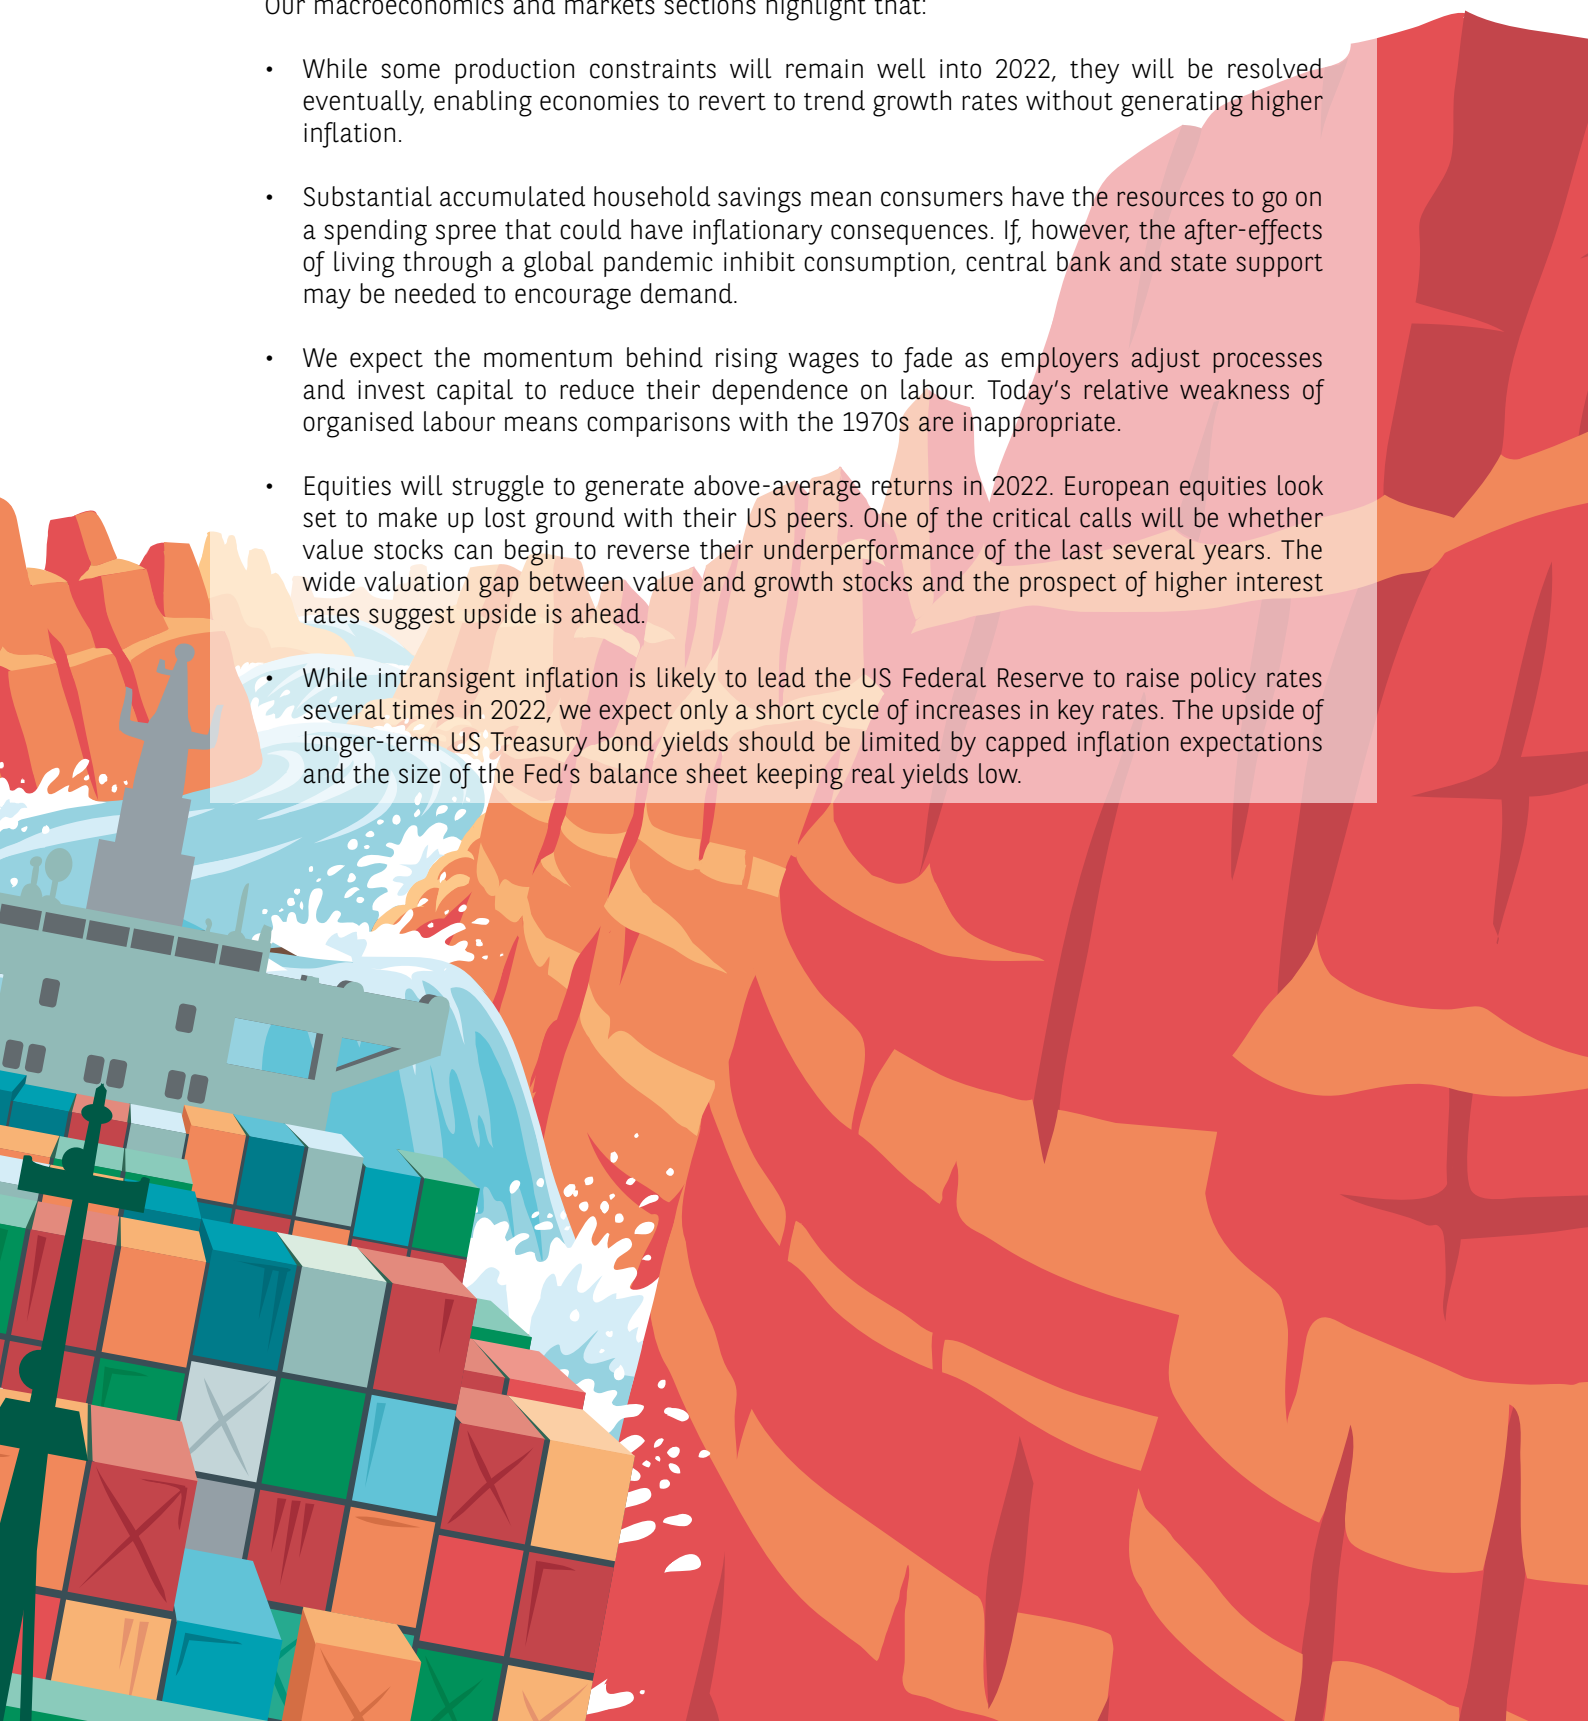 Our macroeconomics and markets sections highlight that:
• While some production constraints will remain well into 2022, they will be resolved
eventually, enabling economies to revert to trend growth rates without generating higher
inflation.
• Substantial accumulated household savings mean consumers have the resources to go on
a spending spree that could have inflationary consequences. If, however, the after-effects
of living through a global pandemic inhibit consumption, central bank and state support
may be needed to encourage demand.
• We expect the momentum behind rising wages to fade as employers adjust processes
and invest capital to reduce their dependence on labour. Today’s relative weakness of
organised labour means comparisons with the 1970s are inappropriate.
• Equities will struggle to generate above-average returns in 2022. European equities look
set to make up lost ground with their US peers. One of the critical calls will be whether
value stocks can begin to reverse their underperformance of the last several years. The
wide valuation gap between value and growth stocks and the prospect of higher interest
rates suggest upside is ahead.
• While intransigent inflation is likely to lead the US Federal Reserve to raise policy rates
several times in 2022, we expect only a short cycle of increases in key rates. The upside of
longer-term US Treasury bond yields should be limited by capped inflation expectations
and the size of the Fed’s balance sheet keeping real yields low.